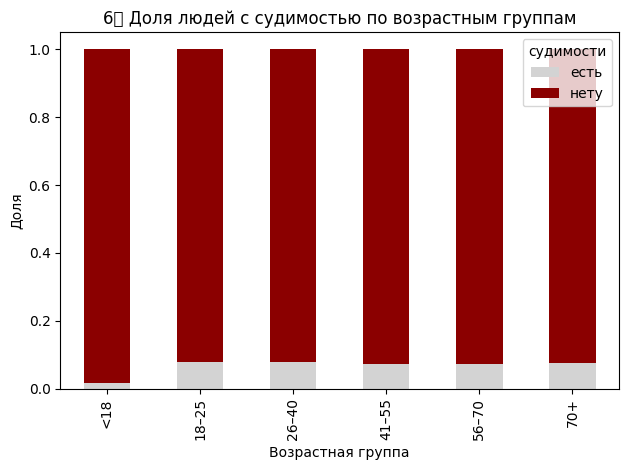 6▯ Доля людей с судимостью по возрастным группам
судимости
есть
нету
1.0
0.8
0.6
0.4
0.2
0.0
Доля
<18
18–25
26–40
41–55
56–70
70+
Возрастная группа